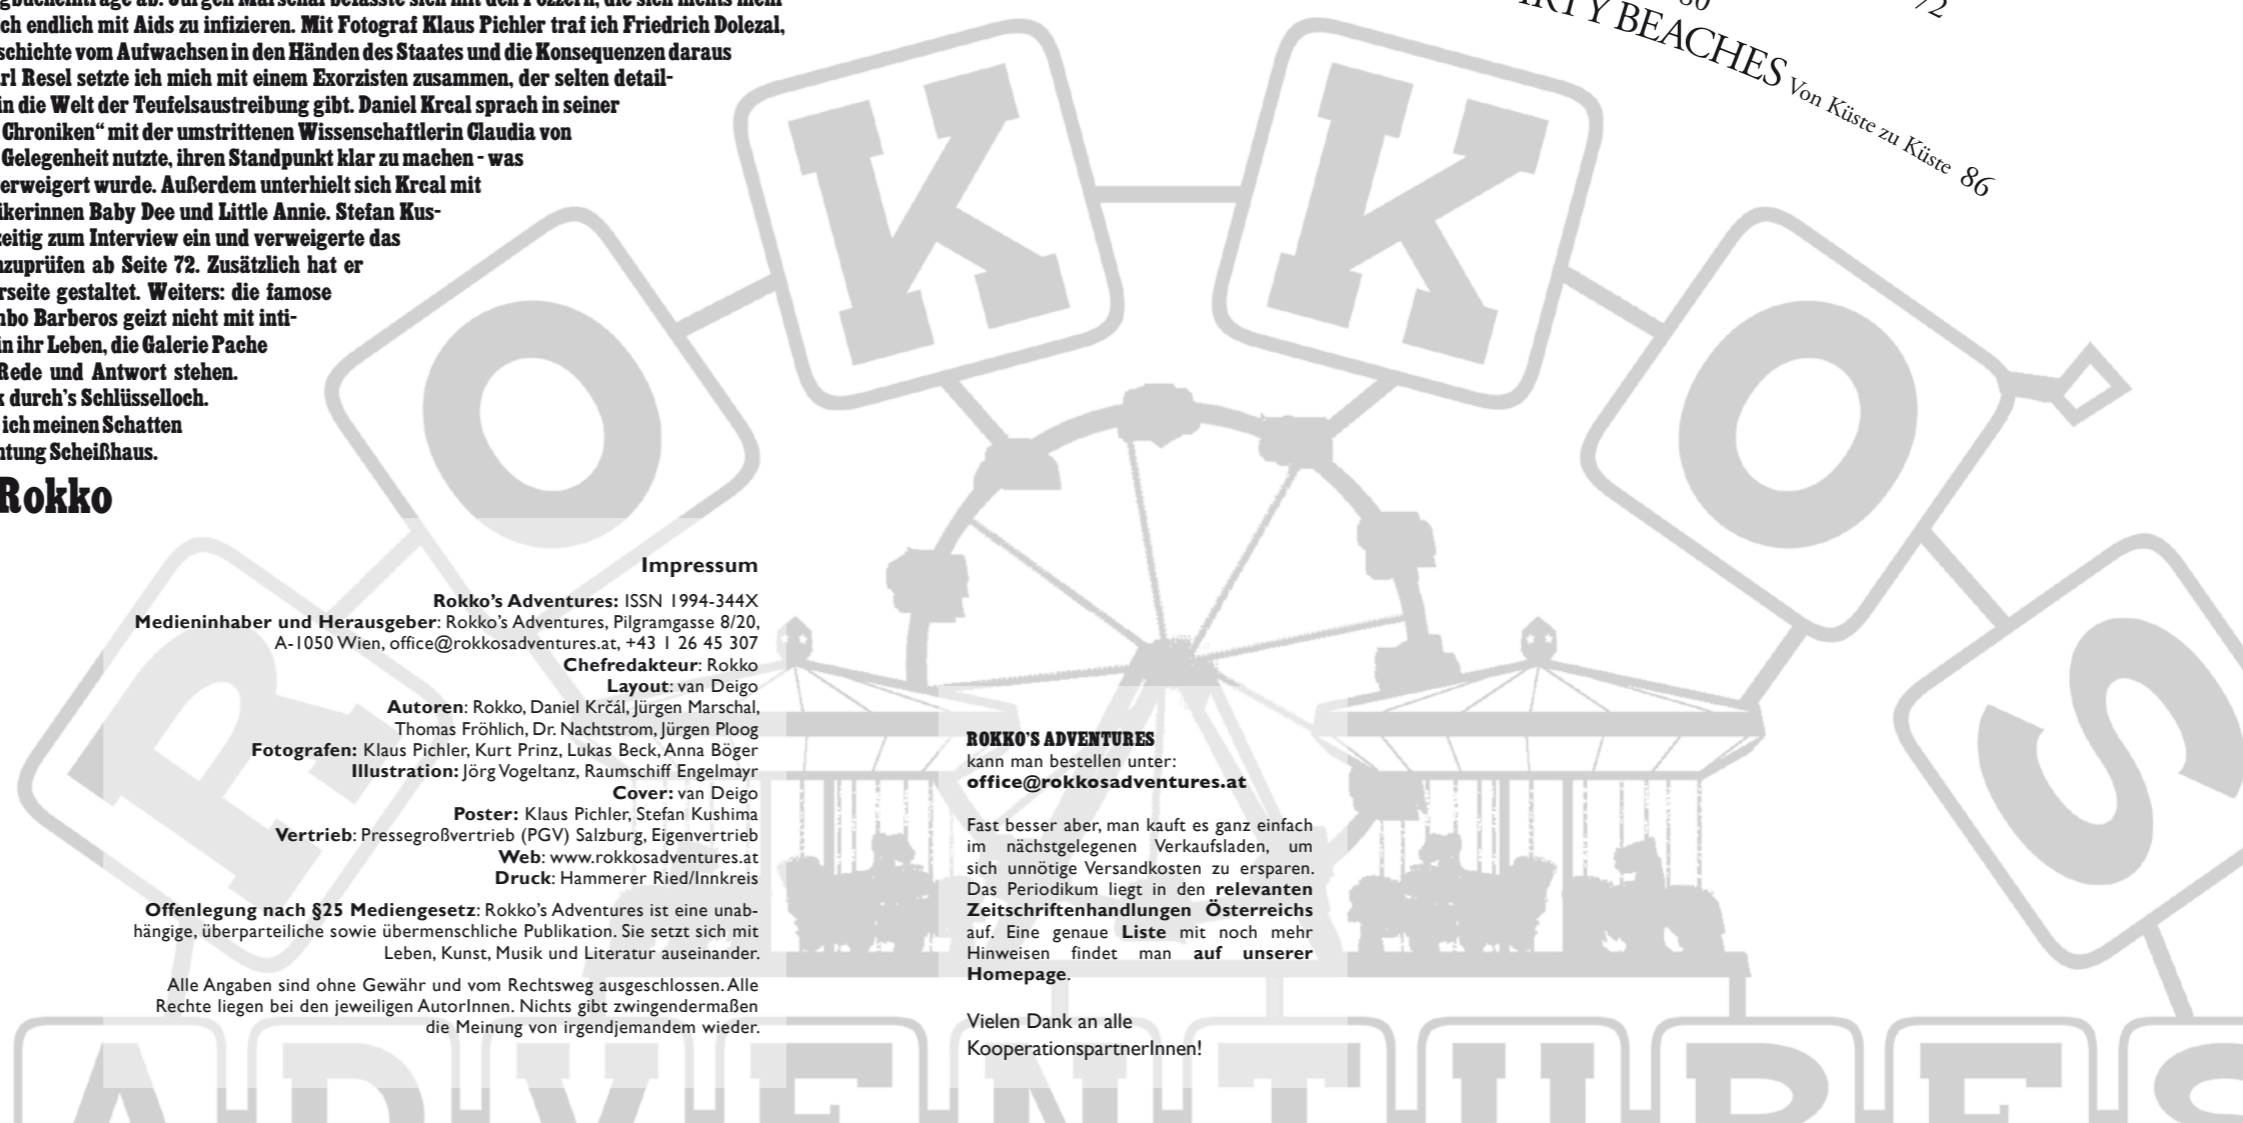 ch endlich mit Aids zu infizieren. Mit Fotograf Klaus Pichler traf ich Friedrich Dolezal,
schichte vom Aufwachsen in den Händen des Staates und die Konsequenzen daraus
rl Resel setzte ich mich mit einem Exorzisten zusammen, der selten detail-
in die Welt der Teufelsaustreibung gibt. Daniel Krcal sprach in seiner
Chroniken“ mit der umstrittenen Wissenschaftlerin Claudia von
Gelegenheit nutzte, ihren Standpunkt klar zu machen - was
erweigert wurde. Außerdem unterhielt sich Krcal mit
ikerinnen Baby Dee und Little Annie. Stefan Kus-
zeitig zum Interview ein und verweigerte das
hzuprüfen ab Seite 72. Zusätzlich hat er
rseite gestaltet. Weiters: die famose
nbo Barberos geizt nicht mit inti-
in ihr Leben, die Galerie Pache
Rede und Antwort stehen.
k durch’s Schlüsselloch.
ich meinen Schatten
htung Scheißhaus.
Rokko
80
72
RTY BEACHES Von Küste zu Küste 86
ROKKO'S
Impressum
Rokko’s Adventures: ISSN 1994-344X
Medieninhaber und Herausgeber: Rokko’s Adventures, Pilgramgasse 8/20,
A-1050 Wien, office@rokkosadventures.at, +43 1 26 45 307
Chefredakteur: Rokko
Layout: van Deigo
Autoren: Rokko, Daniel Krčál, Jürgen Marschal,
Thomas Fröhlich, Dr. Nachtstrom, Jürgen Ploog
Fotografen: Klaus Pichler, Kurt Prinz, Lukas Beck, Anna Böger
Illustration: Jörg Vogeltanz, Raumschiff Engelmayr
Cover: van Deigo
Poster: Klaus Pichler, Stefan Kushima
Vertrieb: Pressegroßvertrieb (PGV) Salzburg, Eigenvertrieb
Web: www.rokkosadventures.at
Druck: Hammerer Ried/Innkreis
Offenlegung nach §25 Mediengesetz: Rokko’s Adventures ist eine unab-
hängige, überparteiliche sowie übermenschliche Publikation. Sie setzt sich mit
Leben, Kunst, Musik und Literatur auseinander.
Alle Angaben sind ohne Gewähr und vom Rechtsweg ausgeschlossen. Alle
Rechte liegen bei den jeweiligen AutorInnen. Nichts gibt zwingendermaßen
die Meinung von irgendjemandem wieder.
ROKKO’S ADVENTURES
kann man bestellen unter:
office@rokkosadventures.at
Fast besser aber, man kauft es ganz einfach
im nächstgelegenen Verkaufsladen, um
sich unnötige Versandkosten zu ersparen.
Das Periodikum liegt in den relevanten
Zeitschriftenhandlungen Österreichs
auf. Eine genaue Liste mit noch mehr
Hinweisen findet man auf unserer
Homepage.
Vielen Dank an alle
KooperationspartnerInnen!
ADVENTURES